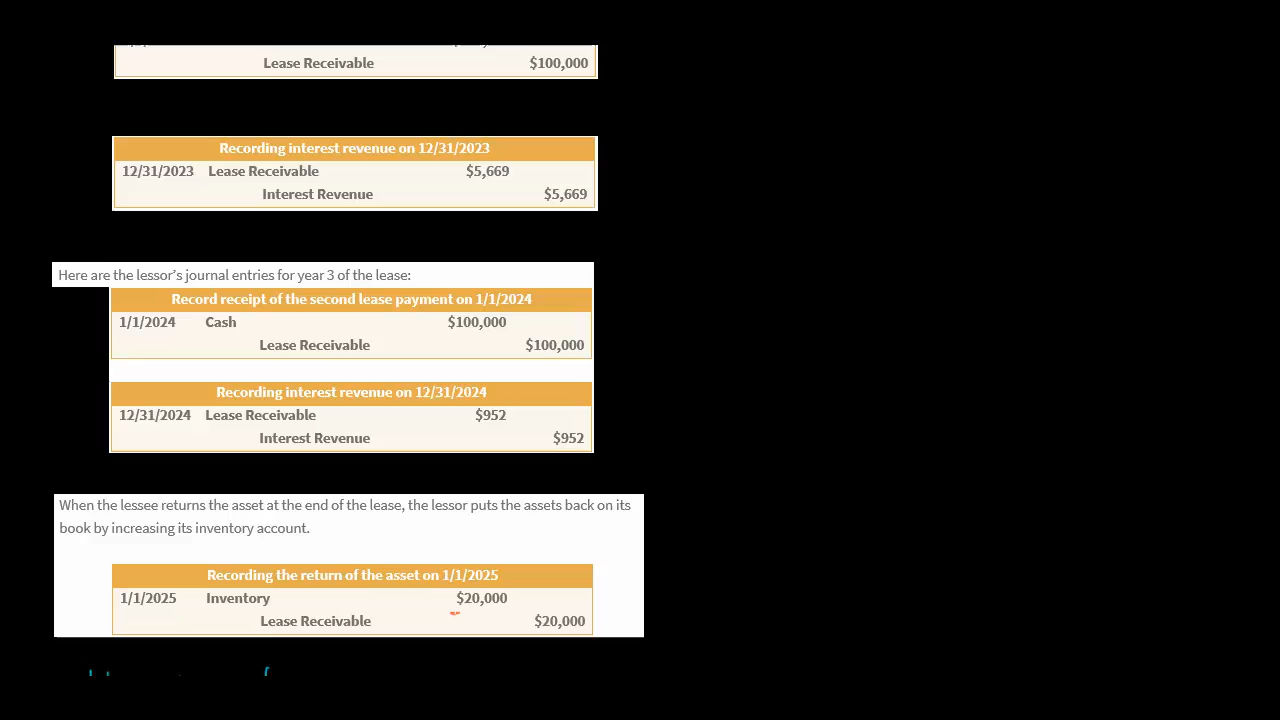 Lease Receivable $100,000
Recording interest revenue on 12/31/2023
12/31/2023 Lease Receivable $5,669
Interest Revenue $5,669
Here are the lessor's journal entries for year 3 of the lease:
Record receipt of the second lease payment on 1/1/2024
1/1/2024 Cash $100,000
Lease Receivable $100,000
Recording interest revenue on 12/31/2024
12/31/2024 Lease Receivable $952
Interest Revenue $952
When the lessee returns the asset at the end of the lease, the lessor puts the assets back on its
book by increasing its inventory account.
Recording the return of the asset on 1/1/2025
1/1/2025 Inventory $20,000
Lease Receivable $20,000